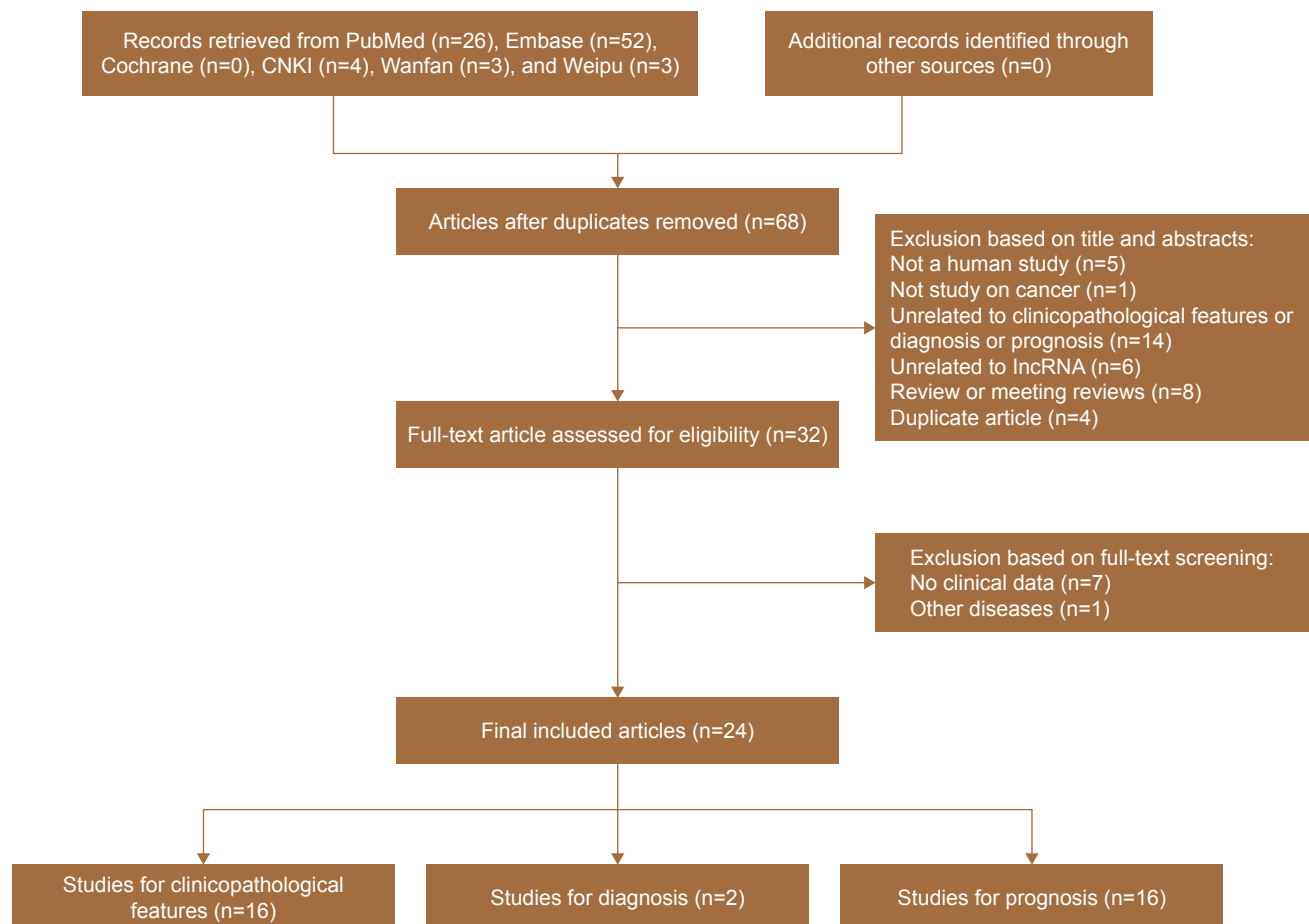 Records retrieved from PubMed (n=26), Embase (n=52),
Cochrane (n=0), CNKI (n=4), Wanfan (n=3), and Weipu (n=3)
Additional records identified through
other sources (n=0)
Articles after duplicates removed (n=68)
Exclusion based on title and abstracts:
Not a human study (n=5)
Not study on cancer (n=1)
Unrelated to clinicopathological features or
diagnosis or prognosis (n=14)
Unrelated to lncRNA (n=6)
Review or meeting reviews (n=8)
Duplicate article (n=4)
Full-text article assessed for eligibility (n=32)
Exclusion based on full-text screening:
No clinical data (n=7)
Other diseases (n=1)
Final included articles (n=24)
Studies for clinicopathological
features (n=16)
Studies for diagnosis (n=2)
Studies for prognosis (n=16)